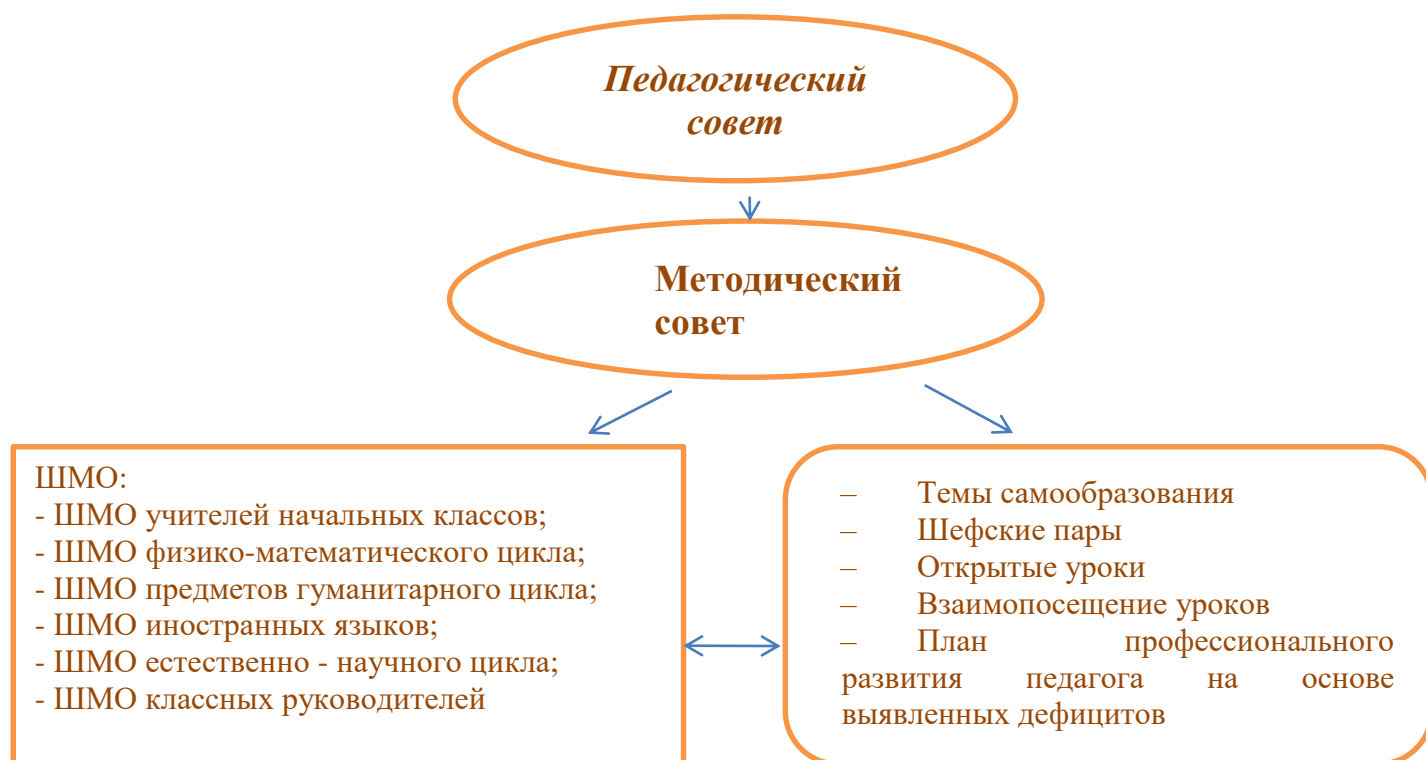 Педагогический
совет
Методический
совет
ШМО:
- ШМО учителей начальных классов;
- ШМО физико-математического цикла;
- ШМО предметов гуманитарного цикла;
- ШМО иностранных языков;
- ШМО естественно - научного цикла;
- ШМО классных руководителей
– Темы самообразования
– Шефские пары
– Открытые уроки
– Взаимопосещение уроков
– План профессионального
развития педагога на основе
выявленных дефицитов